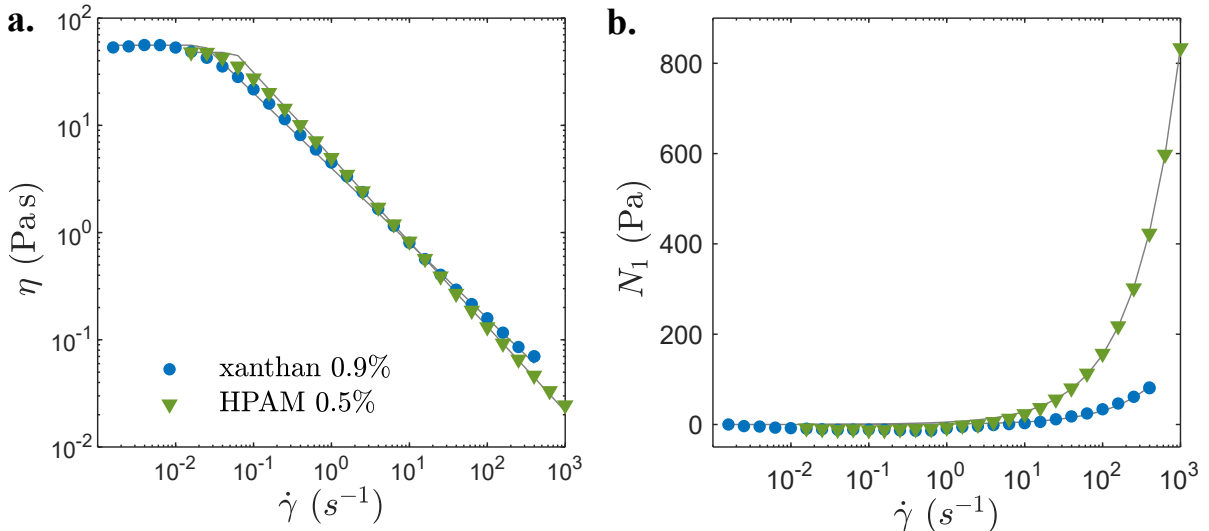 a.
10^2
10^1
10^0
10^-1
10^-2
η (Pa s)
xanthan 0.9%
HPAM 0.5%
10^-2 10^-1 10^0 10^1 10^2 10^3
γ̇ (s^-1)
b.
800
600
400
200
0
N_1 (Pa)
10^-2 10^-1 10^0 10^1 10^2 10^3
γ̇ (s^-1)